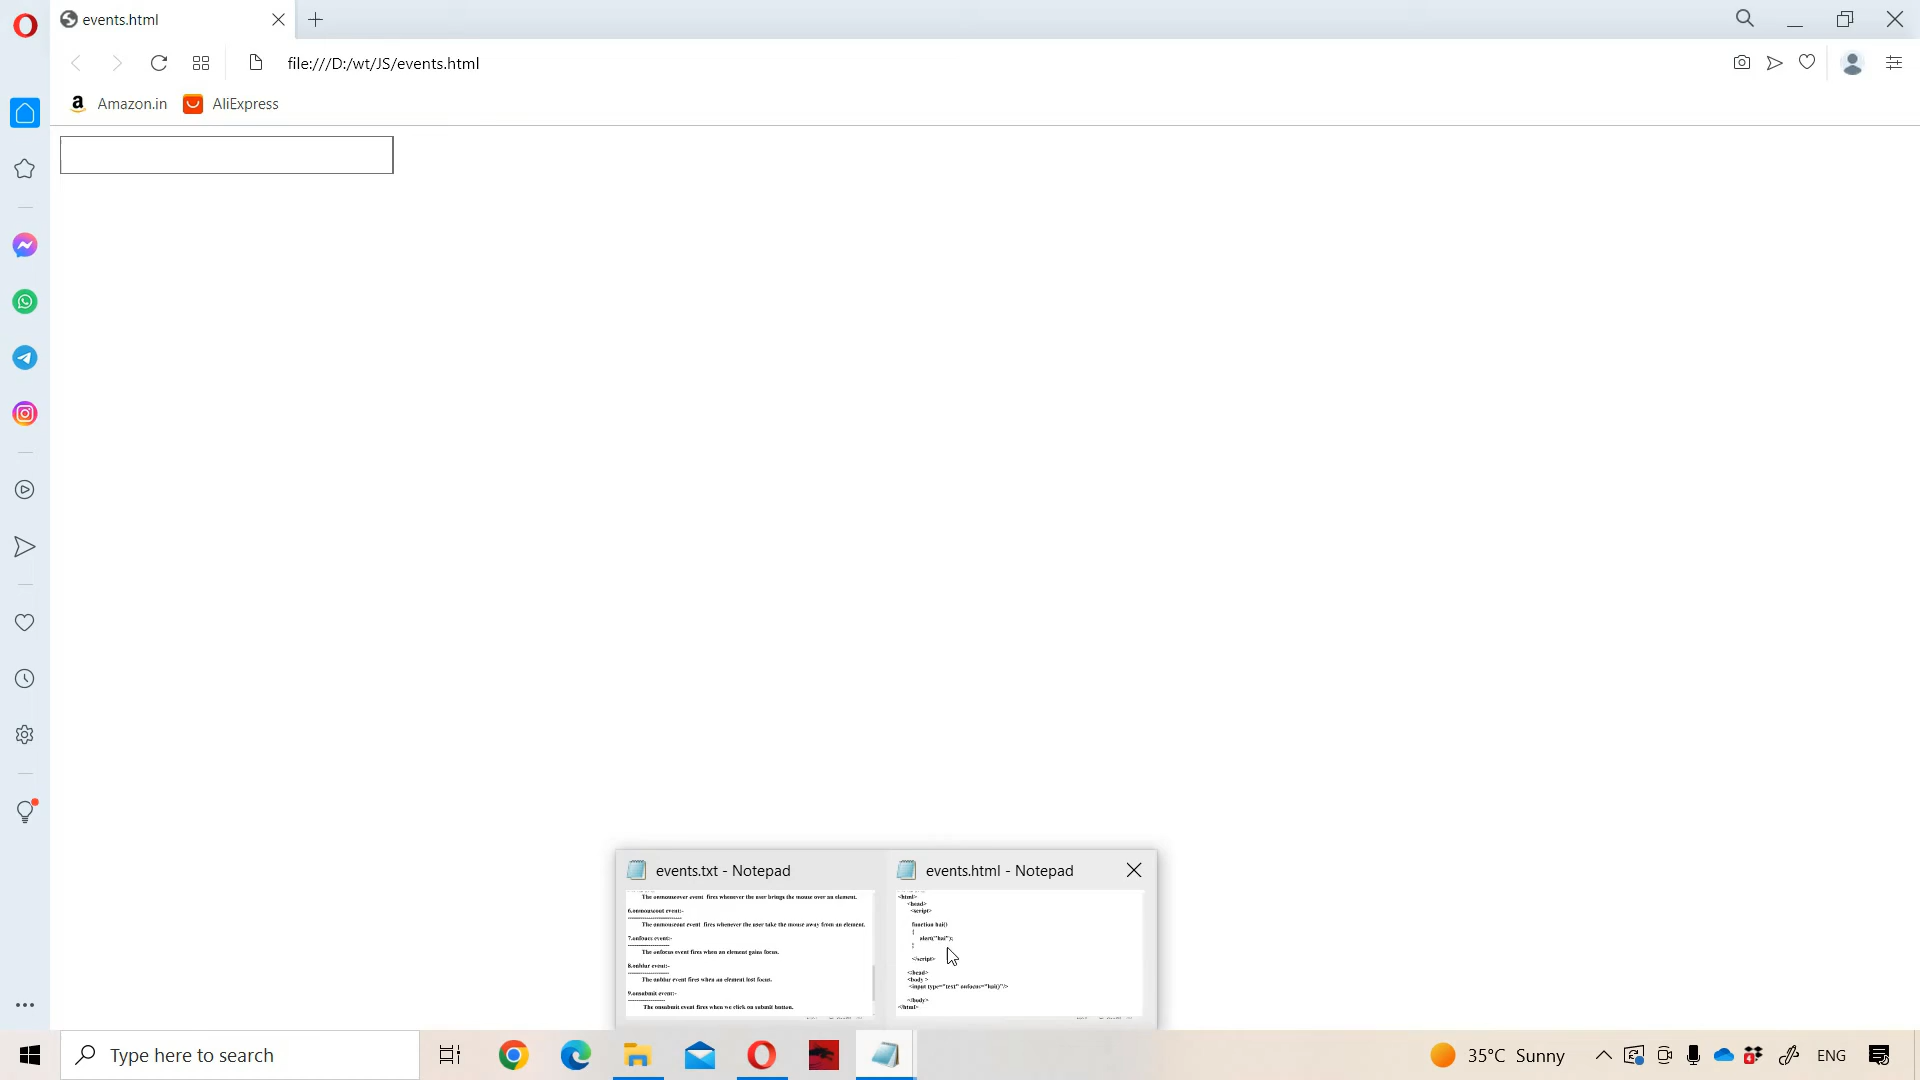 events.html
file:///D:/wt/JS/events.html
Amazon.in
AliExpress
events.txt - Notepad
The onmouseover event fires whenever the user brings the mouse over an element.
6.onmouseout event:-
The onmouseout event fires whenever the user take the mouse away from an element.
7.onfoucs event:-
The onfocus event fires when an element gains focus.
8.onblur event:-
The onblur event fires when an element lost focus.
9.onsubmit event:-
The onsubmit event fires when we click on submit button.
events.html - Notepad
<html>
<head>
<script>
function hai()
{
alert("hai");
}
</script>
<head>
<body >
<input type="text" onfocus="hai()"/>
</body>
</html>
Type here to search
35°C Sunny
ENG